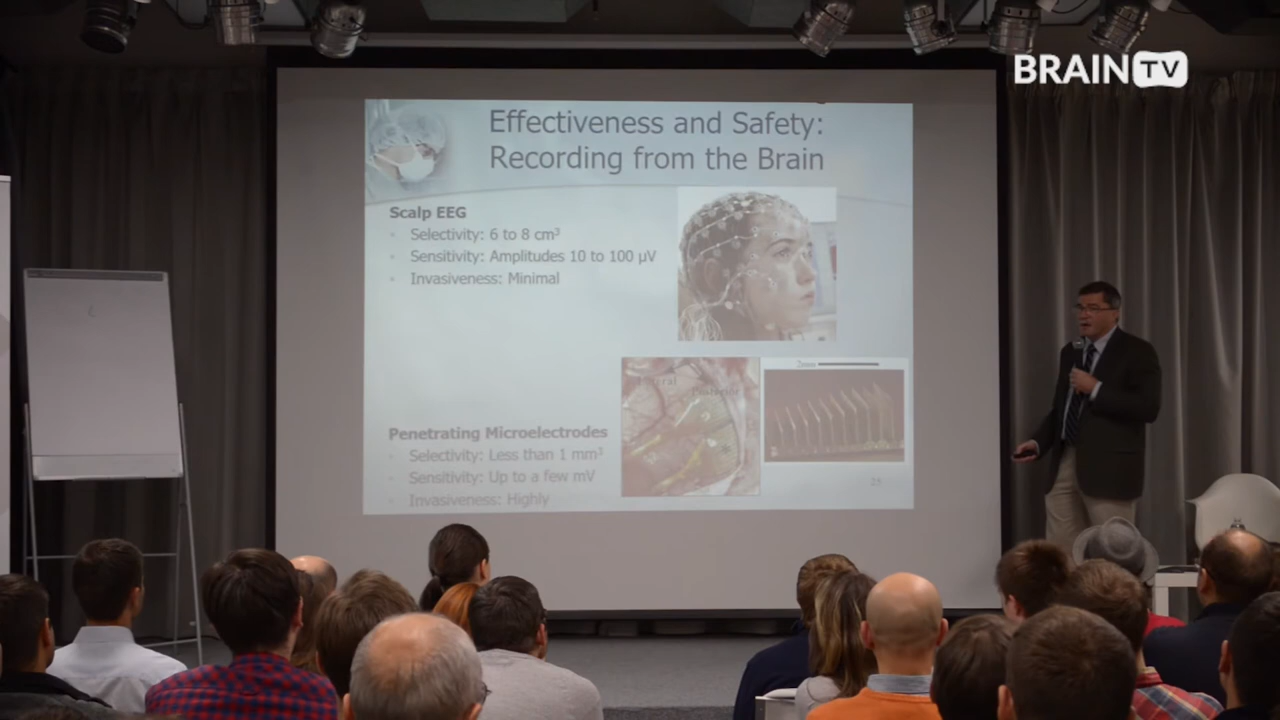 BRAIN TV
Effectiveness and Safety:
Recording from the Brain
Scalp EEG
• Selectivity: 6 to 8 cm³
• Sensitivity: Amplitudes 10 to 100 µV
• Invasiveness: Minimal
2mm
Penetrating Microelectrodes
• Selectivity: Less than 1 mm³
• Sensitivity: Up to a few mV
• Invasiveness: Highly